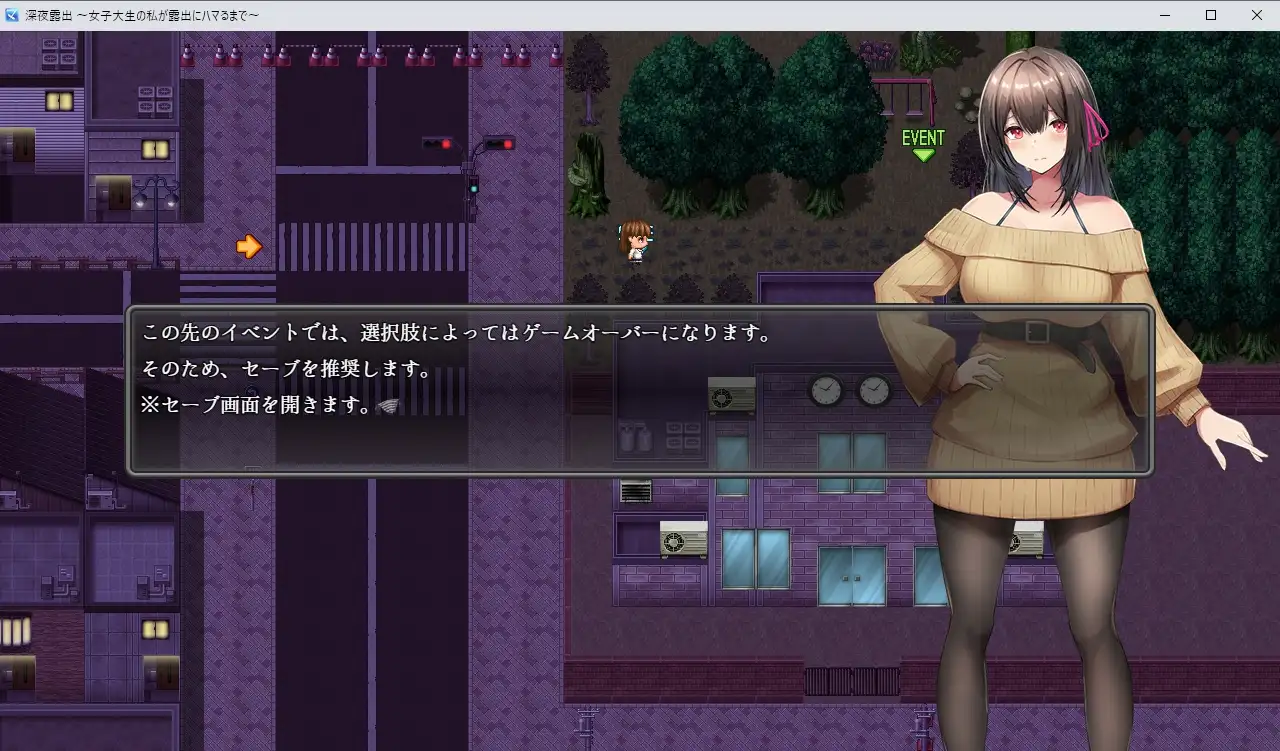 深夜露出 ～女子大生の私が露出にハマるまで～
EVENT
この先のイベントでは、選択肢によってはゲームオーバーになります。
そのため、セーブを推奨します。
※セーブ画面を開きます。